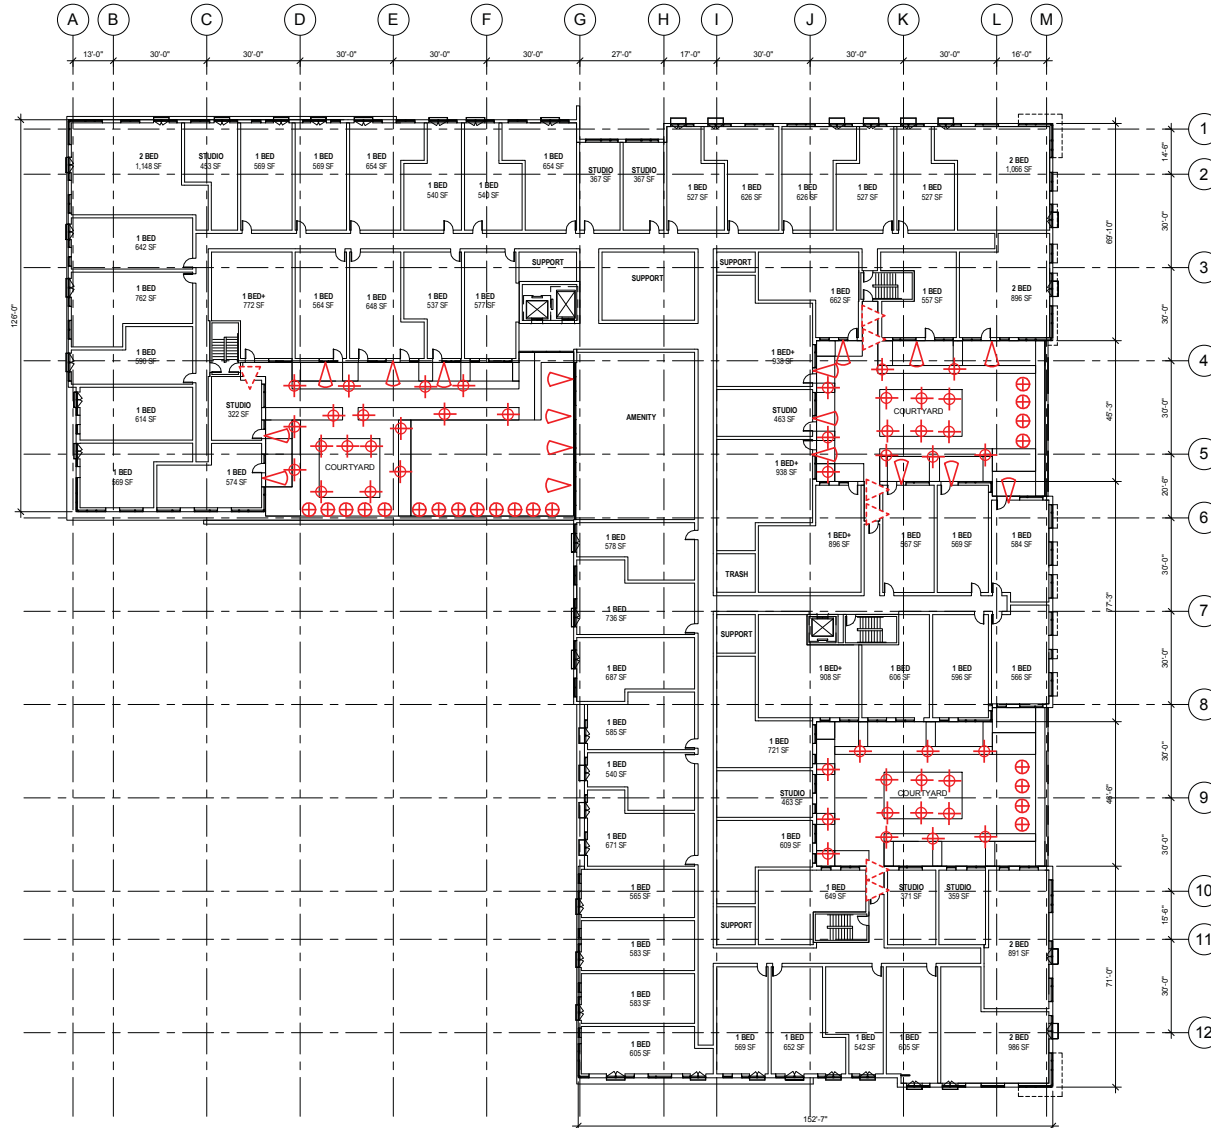 A B C D E F G H I J K L M
13'-0" 30'-0" 30'-0" 30'-0" 30'-0" 30'-0" 27'-0" 17'-0" 30'-0" 30'-0" 30'-0" 16'-0"
1
14'-6"
2
30'-0"
3
30'-0"
4
30'-0"
5
20'-6"
6
30'-0"
7
30'-0"
8
30'-0"
9
30'-0"
10
15'-6"
11
30'-0"
12
126'-0"
69'-10"
45'-3"
77'-3"
46'-6"
71'-0"
152'-7"
2 BED
1,148 SF
STUDIO
453 SF
1 BED
569 SF
1 BED
569 SF
1 BED
654 SF
1 BED
540 SF
1 BED
540 SF
1 BED
654 SF
STUDIO
367 SF
STUDIO
367 SF
1 BED
527 SF
1 BED
626 SF
1 BED
626 SF
1 BED
527 SF
1 BED
527 SF
2 BED
1,066 SF
1 BED
642 SF
1 BED
762 SF
1 BED
590 SF
1 BED
614 SF
1 BED
569 SF
1 BED
574 SF
STUDIO
322 SF
1 BED+
772 SF
1 BED
564 SF
1 BED
648 SF
1 BED
537 SF
1 BED
577 SF
SUPPORT
SUPPORT
SUPPORT
1 BED
662 SF
1 BED
557 SF
2 BED
896 SF
1 BED+
938 SF
STUDIO
463 SF
1 BED+
938 SF
AMENITY
COURTYARD
COURTYARD
1 BED+
896 SF
1 BED
567 SF
1 BED
569 SF
1 BED
584 SF
TRASH
1 BED
578 SF
1 BED
736 SF
1 BED
687 SF
1 BED
585 SF
1 BED
540 SF
1 BED
671 SF
1 BED
565 SF
1 BED
583 SF
1 BED
583 SF
1 BED
605 SF
SUPPORT
1 BED+
908 SF
1 BED
606 SF
1 BED
596 SF
1 BED
566 SF
1 BED
721 SF
STUDIO
463 SF
1 BED
609 SF
COURTYARD
1 BED
649 SF
STUDIO
371 SF
STUDIO
359 SF
SUPPORT
2 BED
891 SF
1 BED
569 SF
1 BED
652 SF
1 BED
542 SF
1 BED
605 SF
2 BED
986 SF